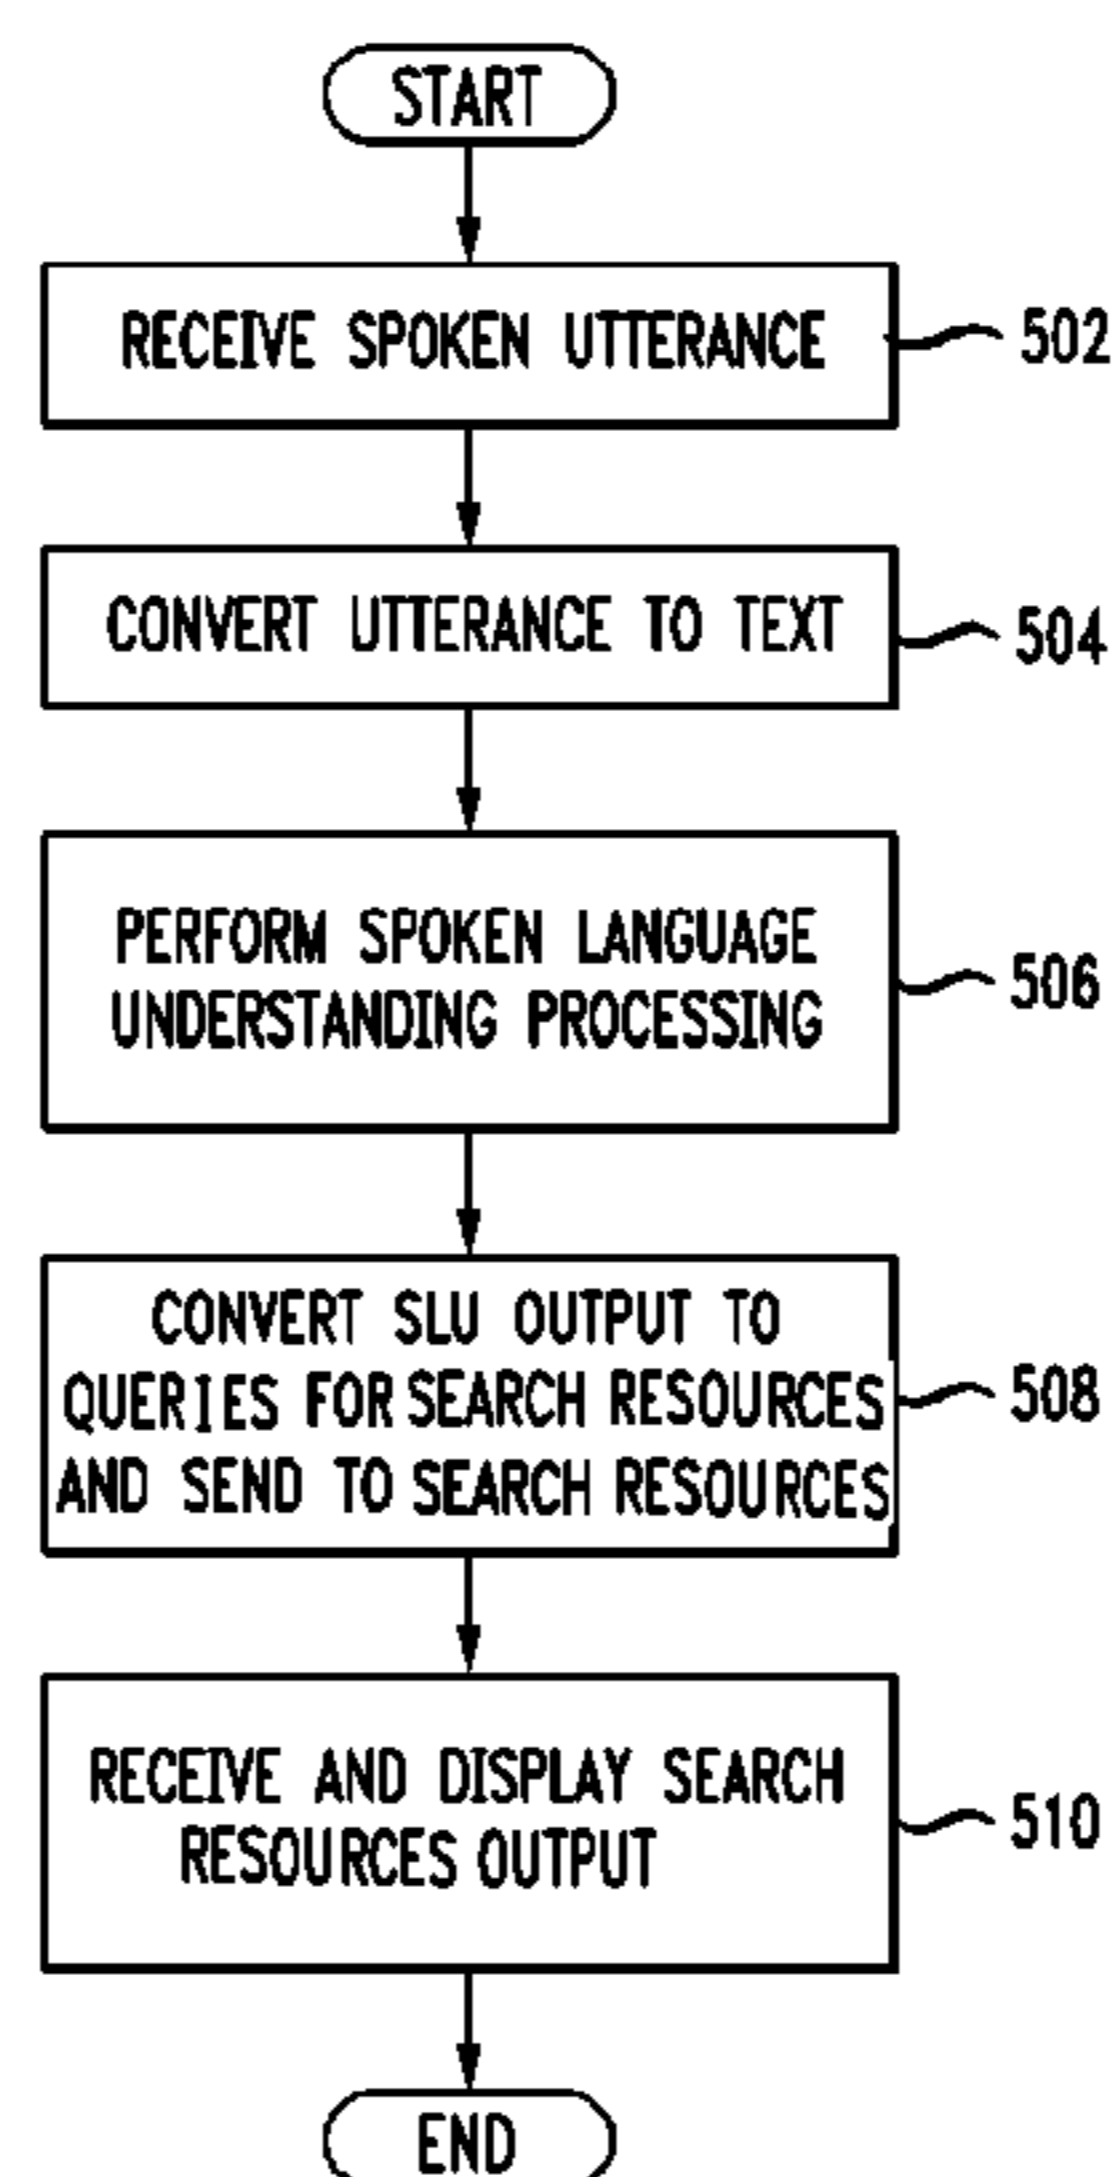 START
RECEIVE SPOKEN UTTERANCE
502
CONVERT UTTERANCE TO TEXT
504
PERFORM SPOKEN LANGUAGE
UNDERSTANDING PROCESSING
506
CONVERT SLU OUTPUT TO
QUERIES FOR SEARCH RESOURCES
AND SEND TO SEARCH RESOURCES
508
RECEIVE AND DISPLAY SEARCH
RESOURCES OUTPUT
510
END